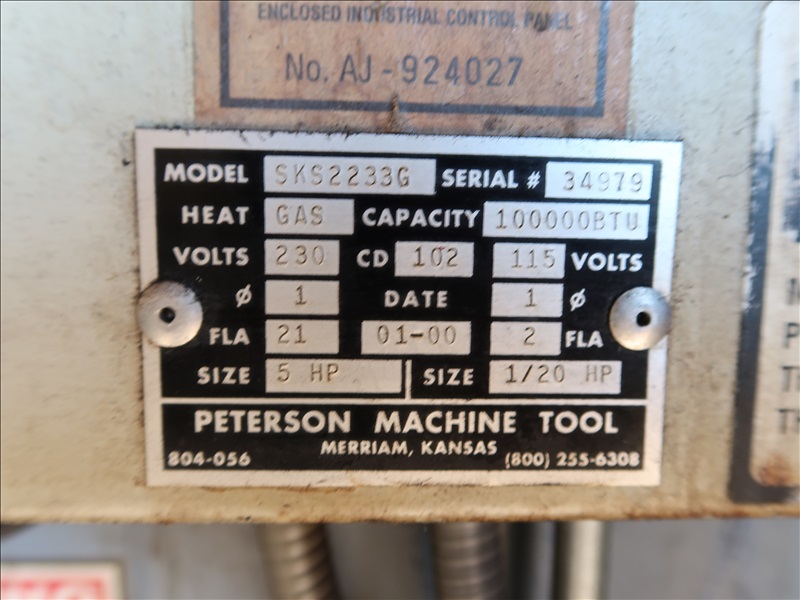 ENCLOSED INDUSTRIAL CONTROL PANEL
No. AJ-924027
MODEL SKS2233G SERIAL # 34979
HEAT GAS CAPACITY 100000BTU
VOLTS 230 CD 102 115 VOLTS
ø 1 DATE 1 ø
FLA 21 01-00 2 FLA
SIZE 5 HP SIZE 1/20 HP
PETERSON MACHINE TOOL
MERRIAM, KANSAS
804-056 (800) 255-6308